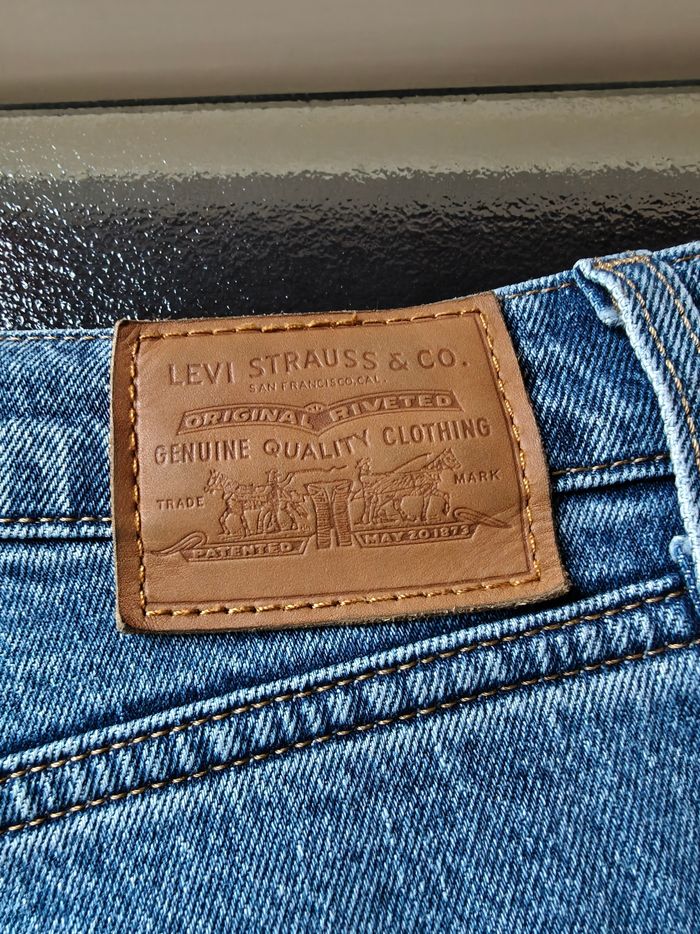 LEVI STRAUSS & CO.
SAN FRANCISCO, CAL.
ORIGINAL RIVETED
GENUINE QUALITY CLOTHING
TRADE MARK
PATENTED MAY 20 1873